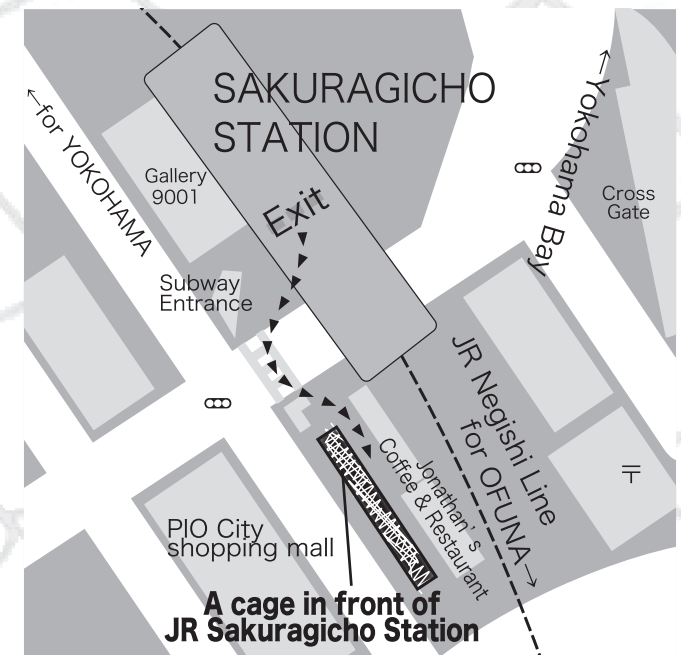 SAKURAGICHO
STATION
←for YOKOHAMA
Gallery
9001
Exit
←Yokohama Bay
Cross
Gate
Subway
Entrance
JR Negishi Line
for OFUNA→
〒
Jonathan's
Coffee & Restaurant
PIO City
shopping mall
A cage in front of
JR Sakuragicho Station